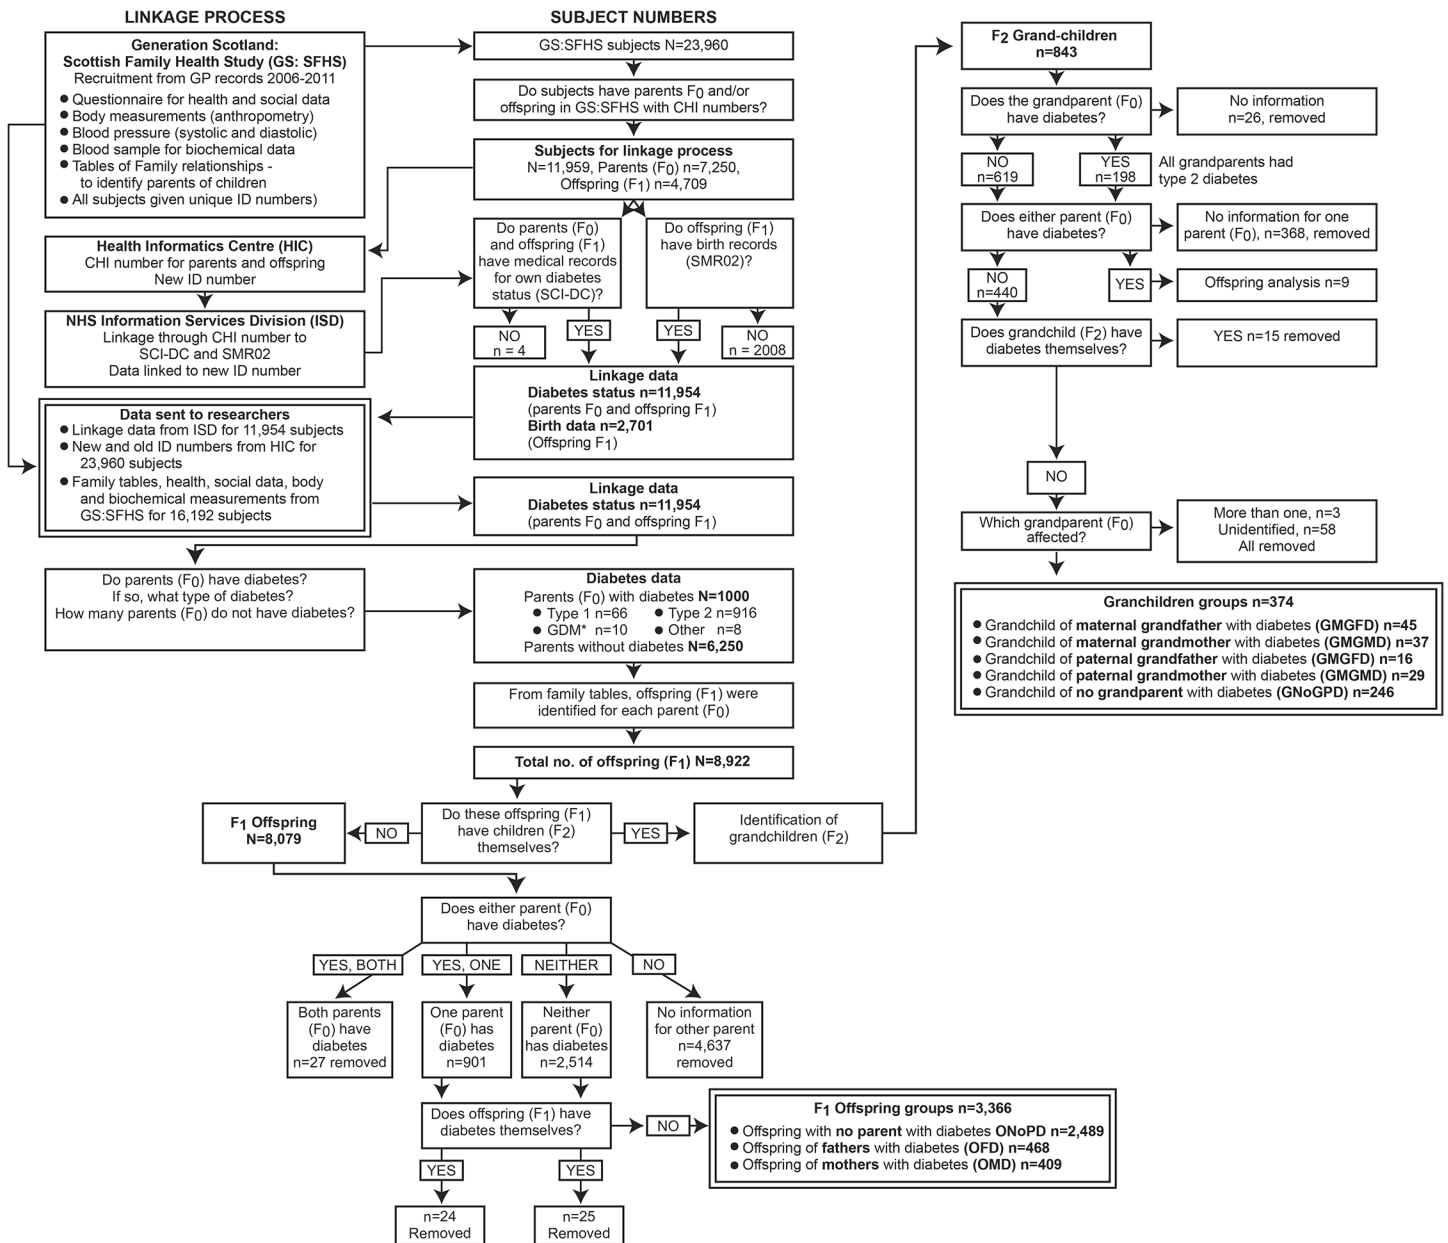 LINKAGE PROCESS
Generation Scotland:
Scottish Family Health Study (GS: SFHS)
Recruitment from GP records 2006-2011
● Questionnaire for health and social data
● Body measurements (anthropometry)
● Blood pressure (systolic and diastolic)
● Blood sample for biochemical data
● Tables of Family relationships -
to identify parents of children
● All subjects given unique ID numbers)
Health Informatics Centre (HIC)
CHI number for parents and offspring
New ID number
NHS Information Services Division (ISD)
Linkage through CHI number to
SCI-DC and SMR02
Data linked to new ID number
Data sent to researchers
● Linkage data from ISD for 11,954 subjects
● New and old ID numbers from HIC for
23,960 subjects
● Family tables, health, social data, body
and biochemical measurements from
GS:SFHS for 16,192 subjects
Do parents (F0) have diabetes?
If so, what type of diabetes?
How many parents (F0) do not have diabetes?
SUBJECT NUMBERS
GS:SFHS subjects N=23,960
Do subjects have parents F0 and/or
offspring in GS:SFHS with CHI numbers?
Subjects for linkage process
N=11,959, Parents (F0) n=7,250,
Offspring (F1) n=4,709
Do parents (F0)
and offspring (F1)
have medical records
for own diabetes
status (SCI-DC)?
Do offspring (F1)
have birth records
(SMR02)?
NO
n = 4
YES
YES
NO
n = 2008
Linkage data
Diabetes status n=11,954
(parents F0 and offspring F1)
Birth data n=2,701
(Offspring F1)
Linkage data
Diabetes status n=11,954
(parents F0 and offspring F1)
Diabetes data
Parents (F0) with diabetes N=1000
● Type 1 n=66 ● Type 2 n=916
● GDM* n=10 ● Other n=8
Parents without diabetes N=6,250
From family tables, offspring (F1) were
identified for each parent (F0)
Total no. of offspring (F1) N=8,922
F1 Offspring
N=8,079
NO
Do these offspring (F1)
have children (F2)
themselves?
YES
Identification of
grandchildren (F2)
Does either parent (F0)
have diabetes?
YES, BOTH
YES, ONE
NEITHER
NO
Both parents
(F0) have
diabetes
n=27 removed
One parent
(F0) has
diabetes
n=901
Neither
parent (F0)
has diabetes
n=2,514
No information
for other parent
n=4,637
removed
Does offspring (F1) have
diabetes themselves?
NO
YES
YES
n=24
Removed
n=25
Removed
F1 Offspring groups n=3,366
● Offspring with no parent with diabetes ONoPD n=2,489
● Offspring of fathers with diabetes (OFD) n=468
● Offspring of mothers with diabetes (OMD) n=409
F2 Grand-children
n=843
Does the grandparent (F0)
have diabetes?
No information
n=26, removed
NO
n=619
YES
n=198
All grandparents had
type 2 diabetes
Does either parent (F0)
have diabetes?
No information for one
parent (F0), n=368, removed
NO
n=440
YES
Offspring analysis n=9
Does grandchild (F2) have
diabetes themselves?
YES n=15 removed
NO
Which grandparent (F0)
affected?
More than one, n=3
Unidentified, n=58
All removed
Granchildren groups n=374
● Grandchild of maternal grandfather with diabetes (GMGFD) n=45
● Grandchild of maternal grandmother with diabetes (GMGMD) n=37
● Grandchild of paternal grandfather with diabetes (GMGFD) n=16
● Grandchild of paternal grandmother with diabetes (GMGMD) n=29
● Grandchild of no grandparent with diabetes (GNoGPD) n=246